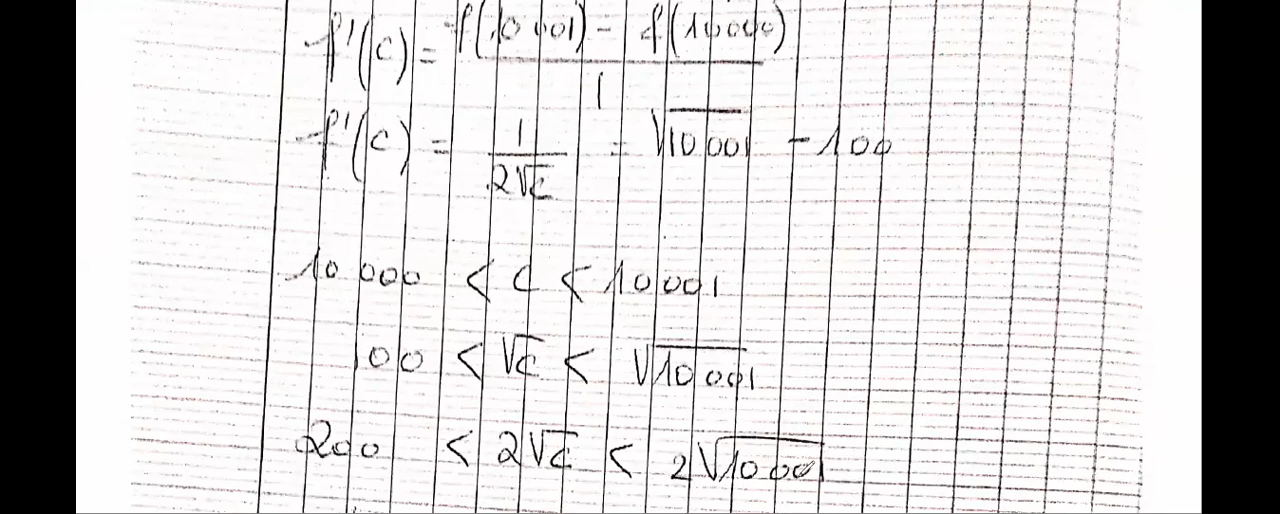 f'(c) = f(10 001) - f(10 000) / 1
f'(c) = 1 / 2√c = √10 001 - 100
10 000 < c < 10 001
100 < √c < √10 001
200 < 2√c < 2√10 001